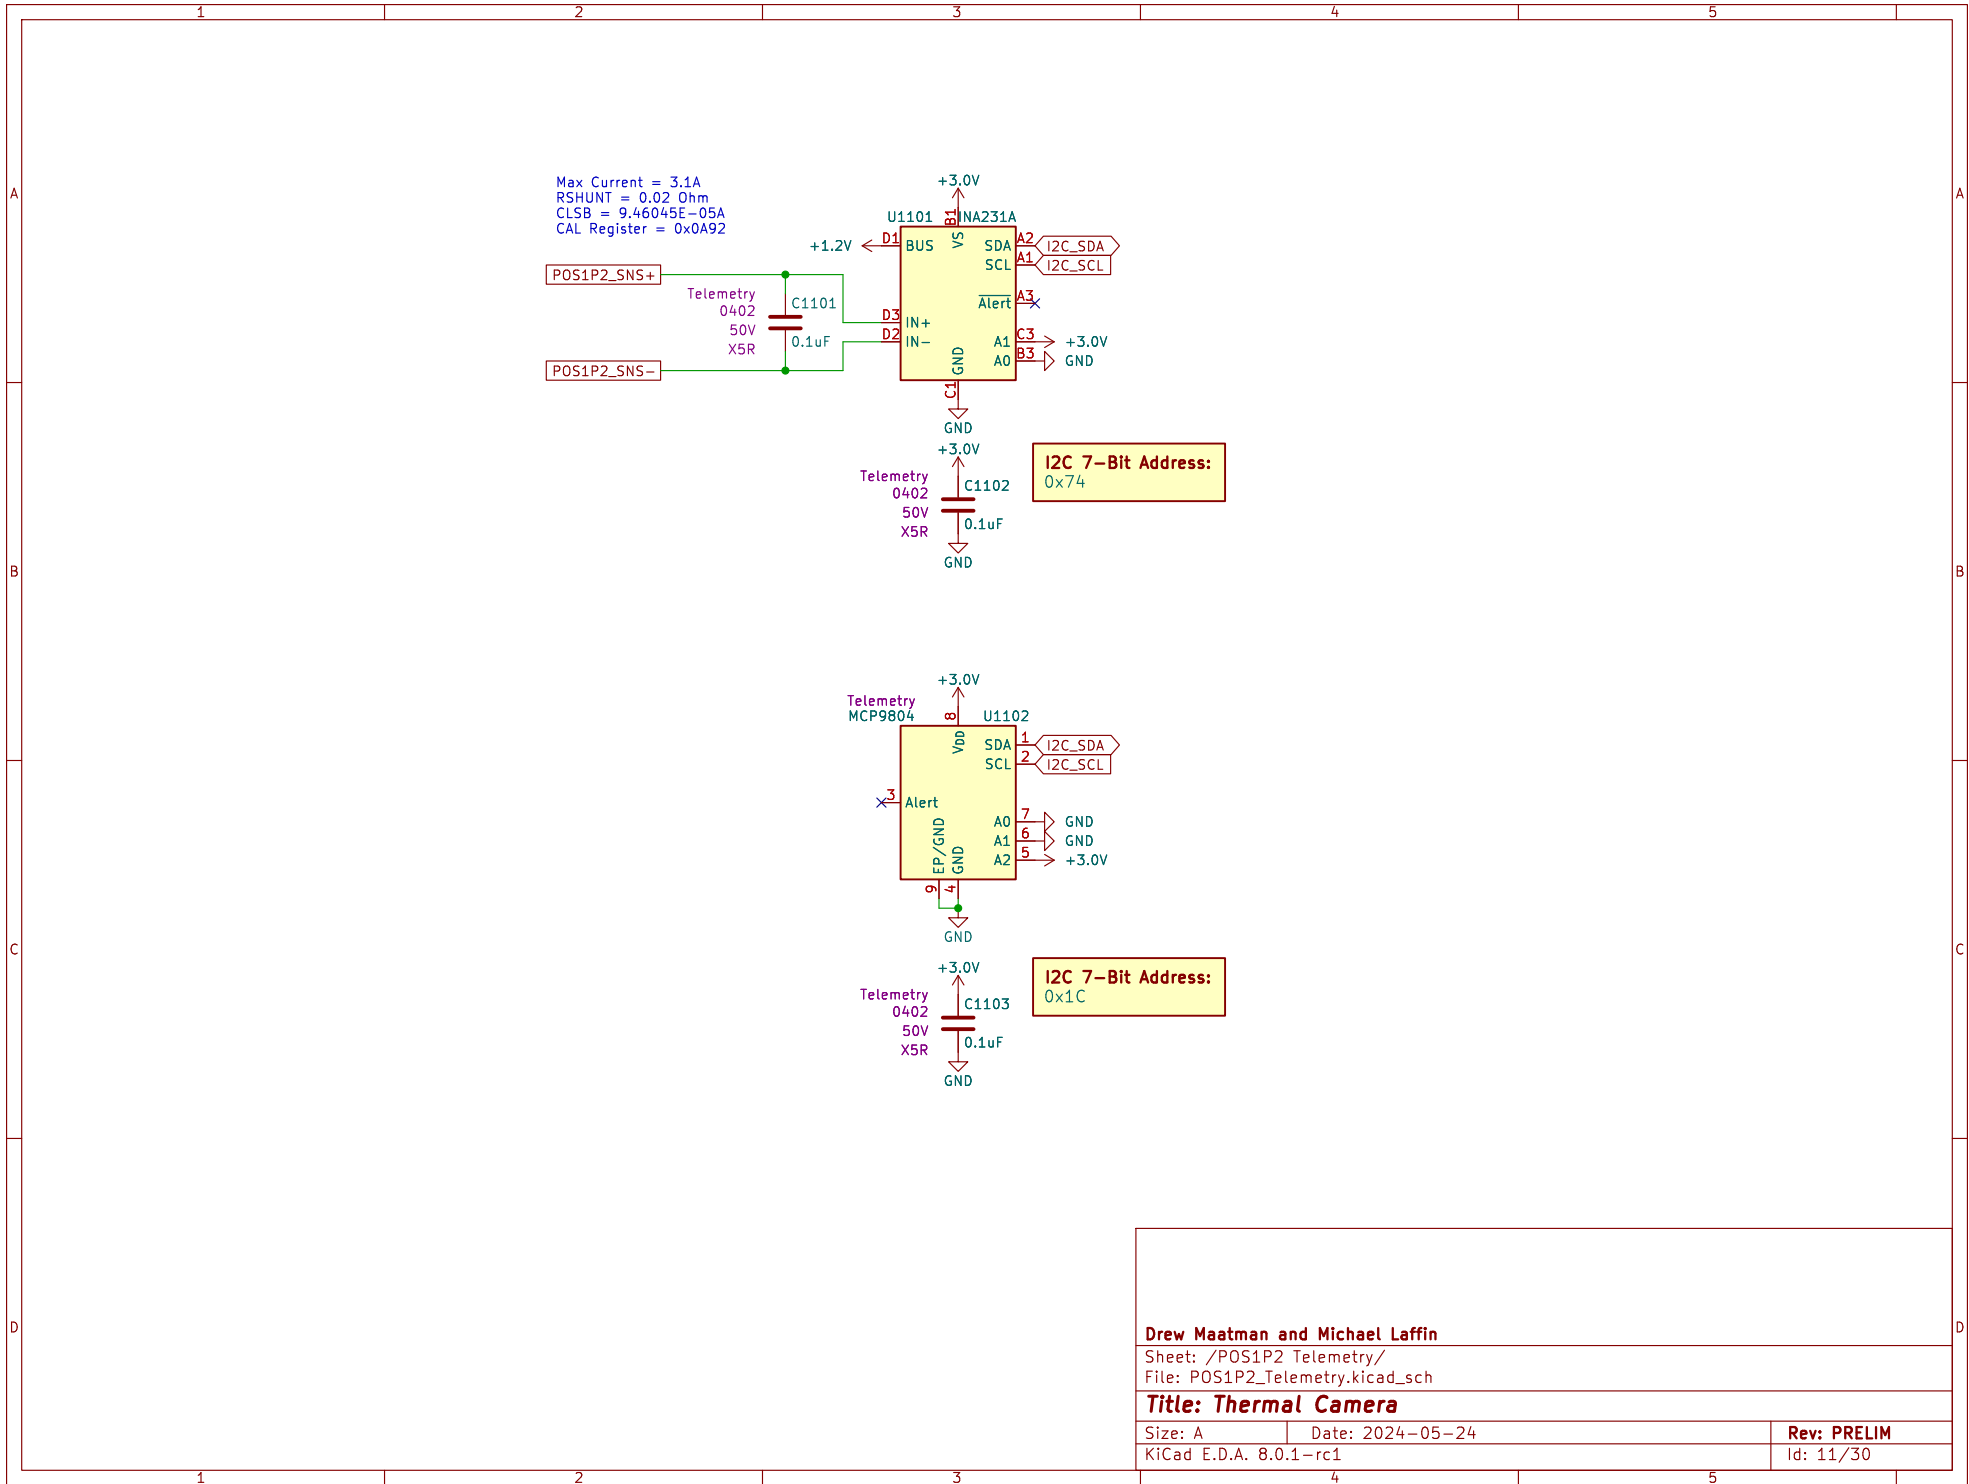 1 2 3 4 5
A A
B B
C C
D D
Max Current = 3.1A
RSHUNT = 0.02 Ohm
CLSB = 9.46045E-05A
CAL Register = 0x0A92
+3.0V
U1101 INA231A
B1
VS
+1.2V
D1 BUS
SDA A2 I2C_SDA
SCL A1 I2C_SCL
POS1P2_SNS+
Telemetry
0402
50V
X5R
C1101
0.1uF
Alert A3
D3 IN+
D2 IN-
A1 C3 +3.0V
A0 B3 GND
POS1P2_SNS-
GND
C1
GND
+3.0V
Telemetry
0402
50V
X5R
C1102
0.1uF
GND
I2C 7-Bit Address:
0x74
+3.0V
Telemetry
MCP9804 U1102
8
VDD
SDA 1 I2C_SDA
SCL 2 I2C_SCL
3 Alert
A0 7 GND
A1 6 GND
A2 5 +3.0V
EP/GND GND
9 4
GND
+3.0V
Telemetry
0402
50V
X5R
C1103
0.1uF
GND
I2C 7-Bit Address:
0x1C
Drew Maatman and Michael Laffin
Sheet: /POS1P2 Telemetry/
File: POS1P2_Telemetry.kicad_sch
Title: Thermal Camera
Size: A Date: 2024-05-24 Rev: PRELIM
KiCad E.D.A. 8.0.1-rc1 Id: 11/30
1 2 3 4 5